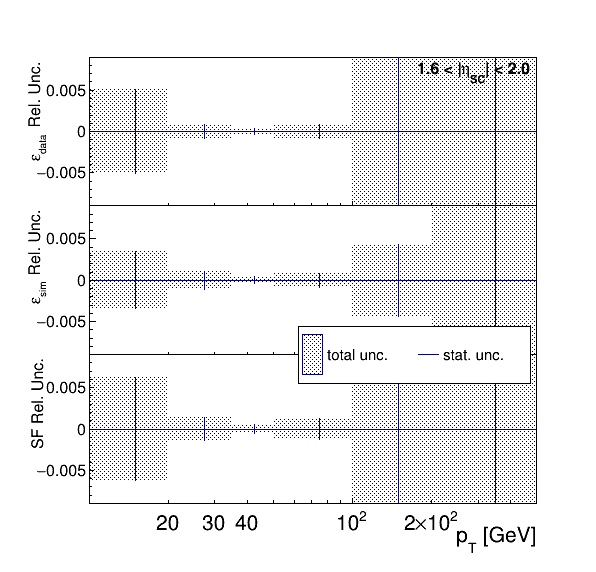 1.6 < |η_SC| < 2.0
ε_data Rel. Unc.
0.005
0
−0.005
ε_sim Rel. Unc.
0.005
0
−0.005
total unc.
stat. unc.
SF Rel. Unc.
0.005
0
−0.005
20 30 40 10² 2×10²
p_T [GeV]